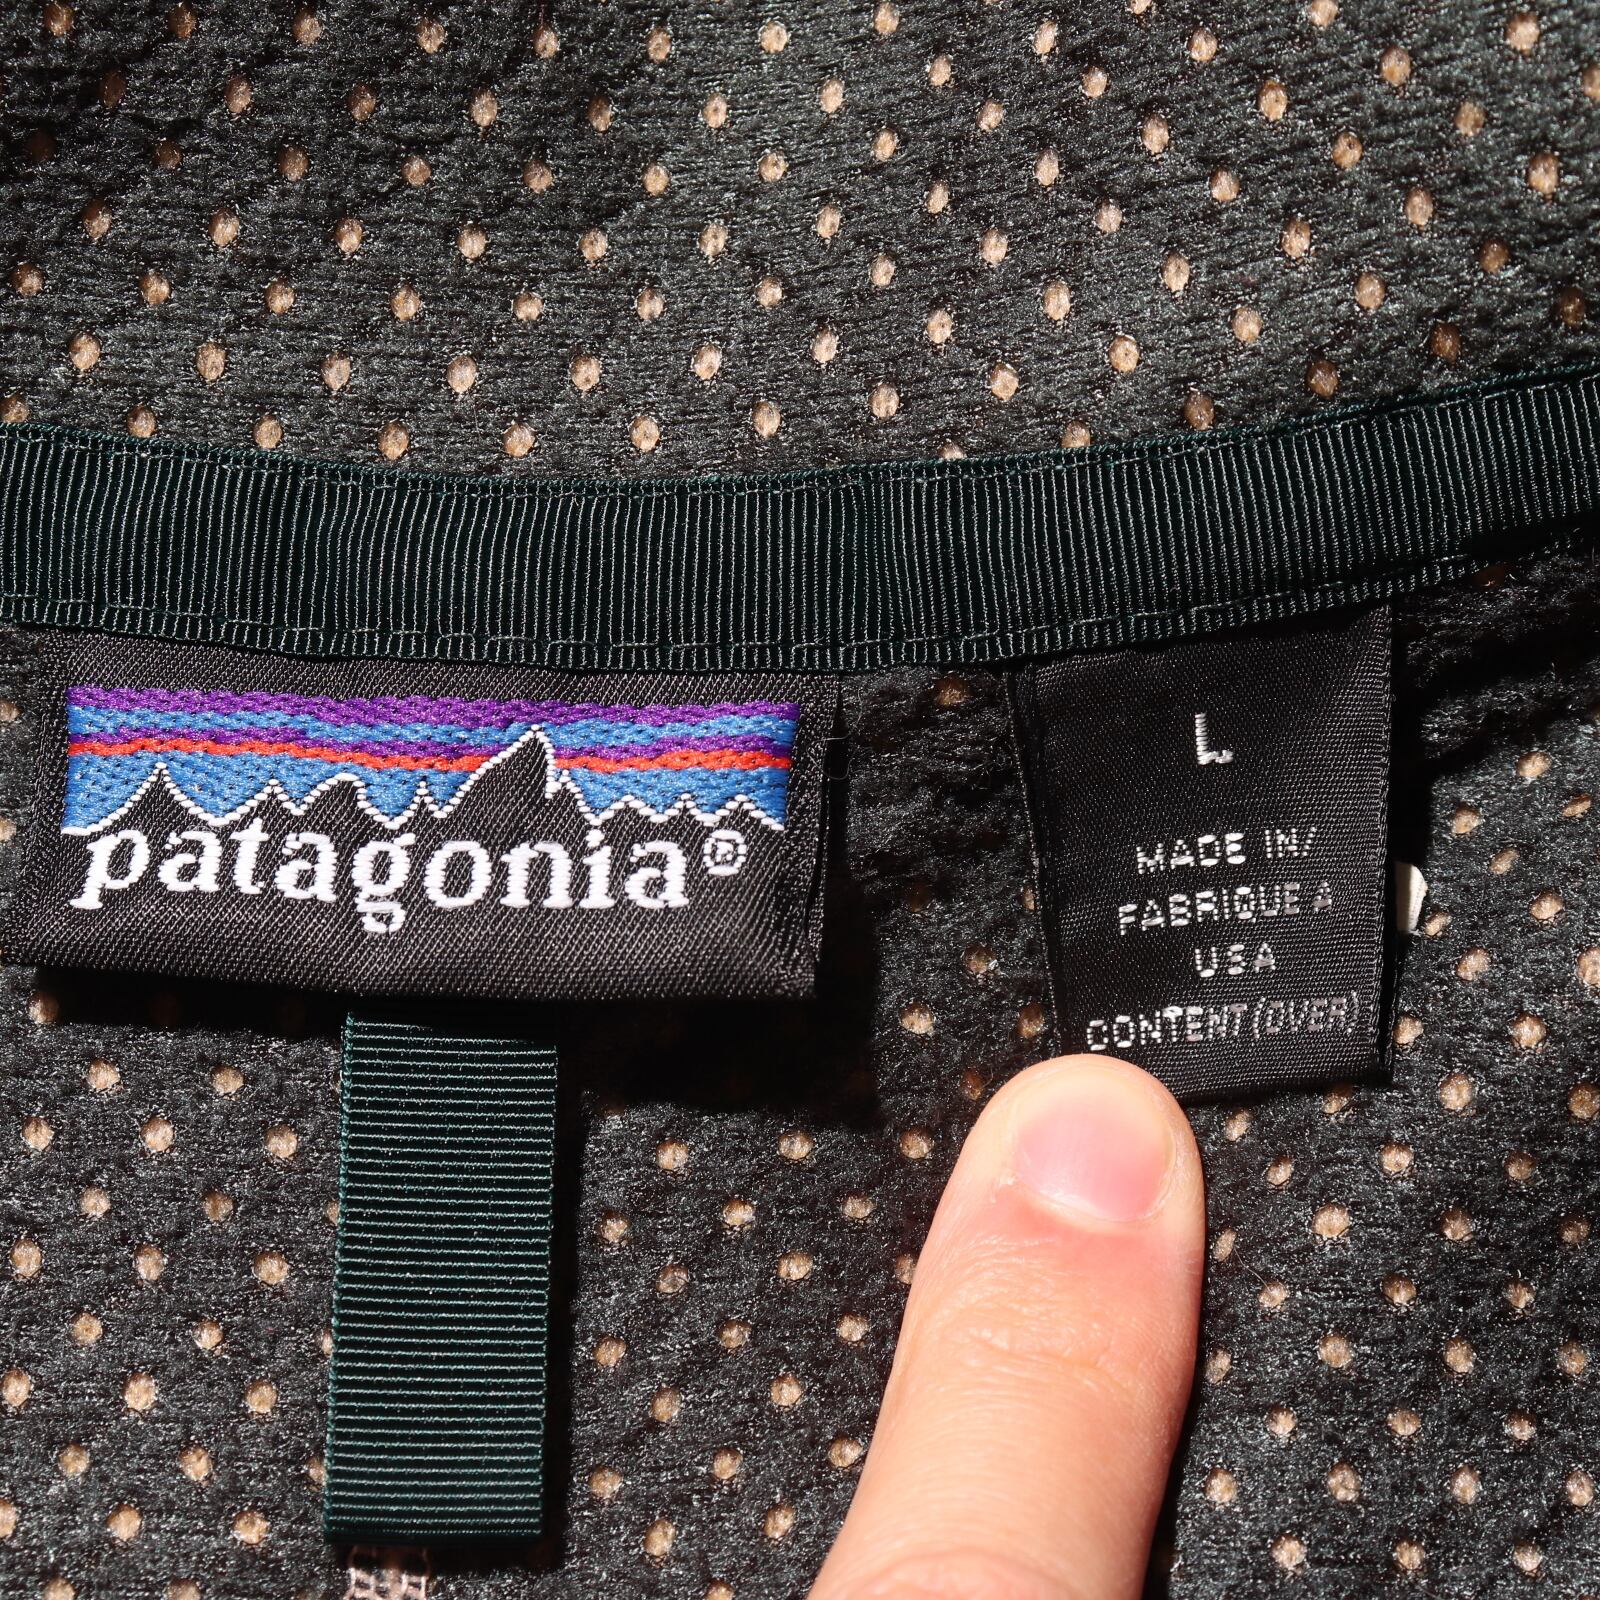 patagonia®
L
MADE IN/
FABRIQUE A
USA
CONTENT (OVER)